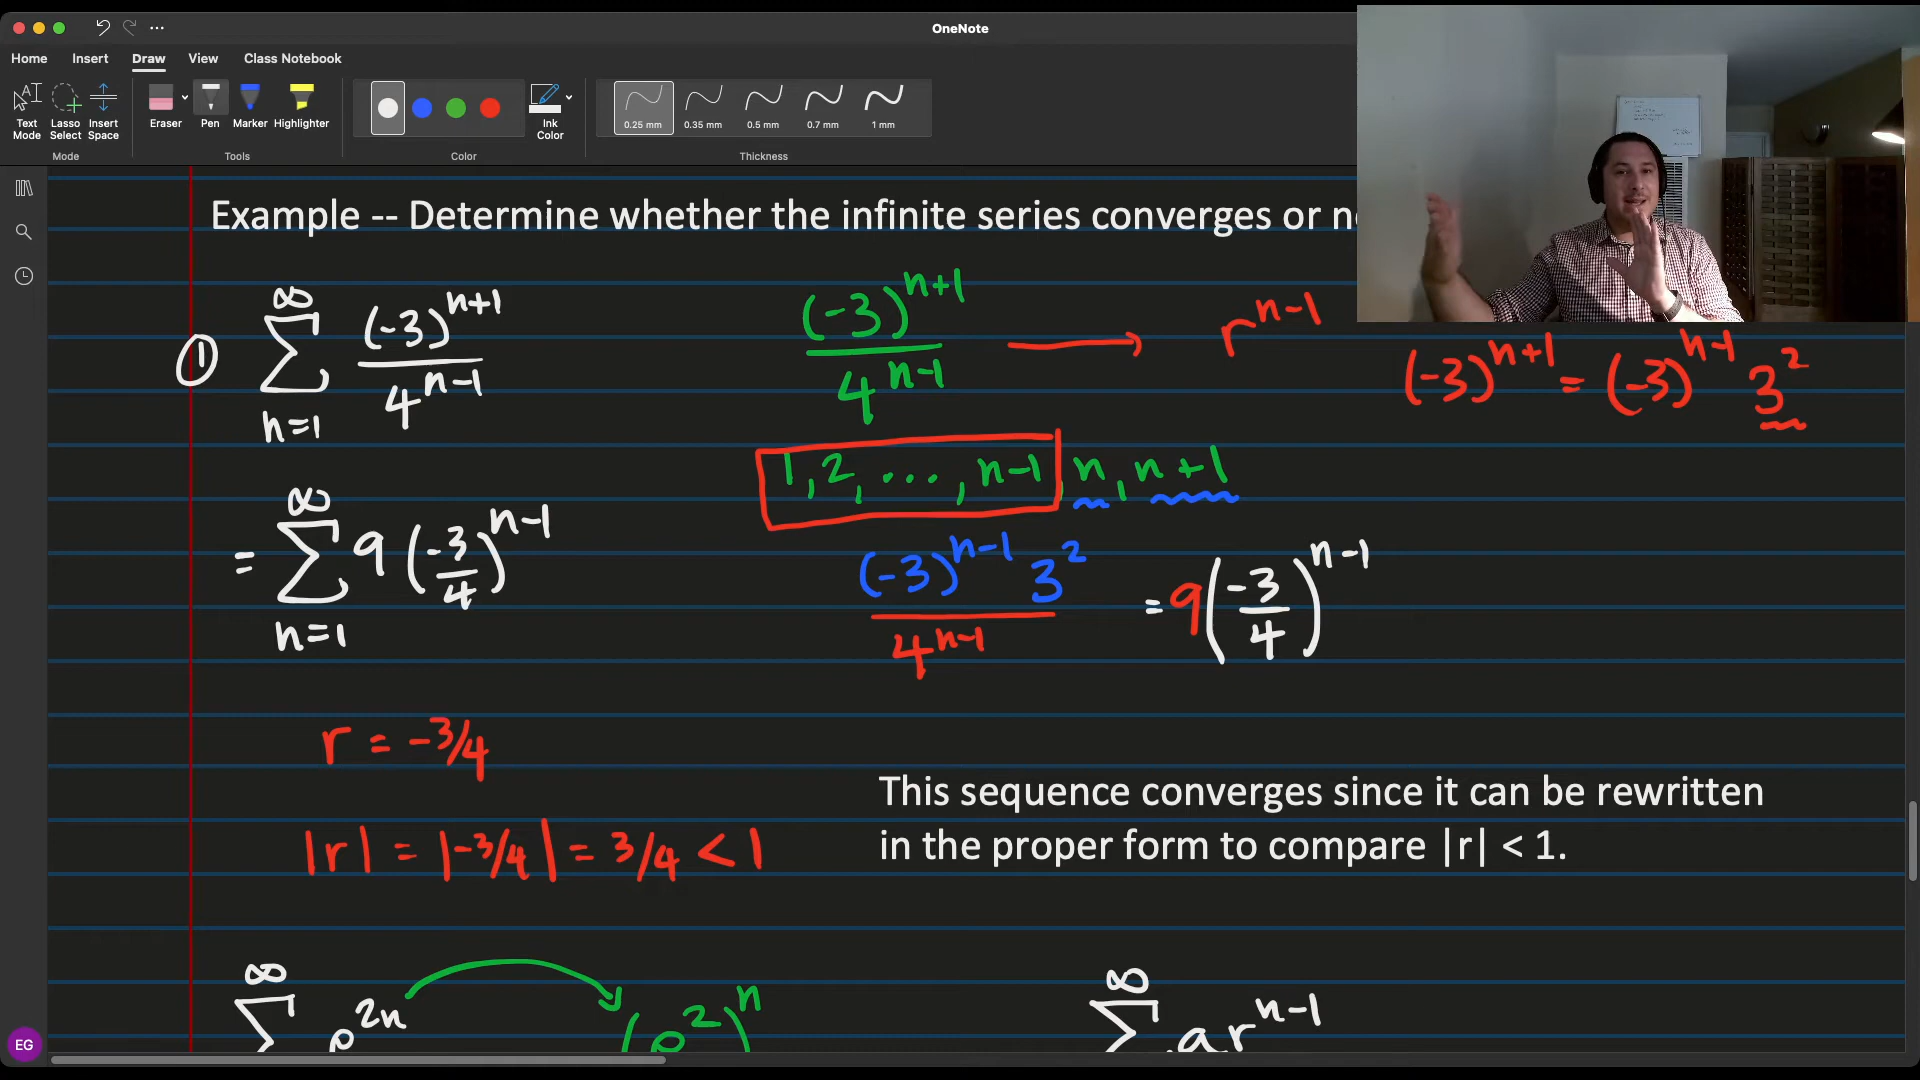 OneNote
Home Insert Draw View Class Notebook
Text Mode Lasso Select Insert Space Eraser Pen Marker Highlighter Ink Color 0.25 mm 0.35 mm 0.5 mm 0.7 mm 1 mm
Mode Tools Color Thickness
Example -- Determine whether the infinite series converges or n
① ∞ ∑ n=1 (-3)^{n+1} / 4^{n-1}
(-3)^{n+1} / 4^{n-1} → r^{n-1}
(-3)^{n+1} = (-3)^{n-1} 3^2
1, 2, ..., n-1, n, n+1
= ∞ ∑ n=1 9 (-3/4)^{n-1}
(-3)^{n-1} 3^2 / 4^{n-1} = 9 (-3/4)^{n-1}
r = -3/4
|r| = |-3/4| = 3/4 < 1
This sequence converges since it can be rewritten
in the proper form to compare |r| < 1.
∞ ∑ e^{2n} (e^2)^n
∞ ∑ ar^{n-1}
EG